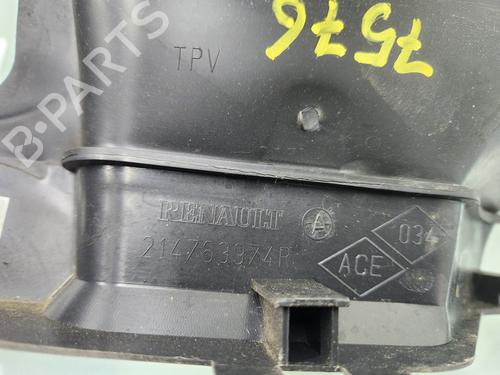 7576
TPV
B-PARTS
RENAULT A
214763974R
034
ACE